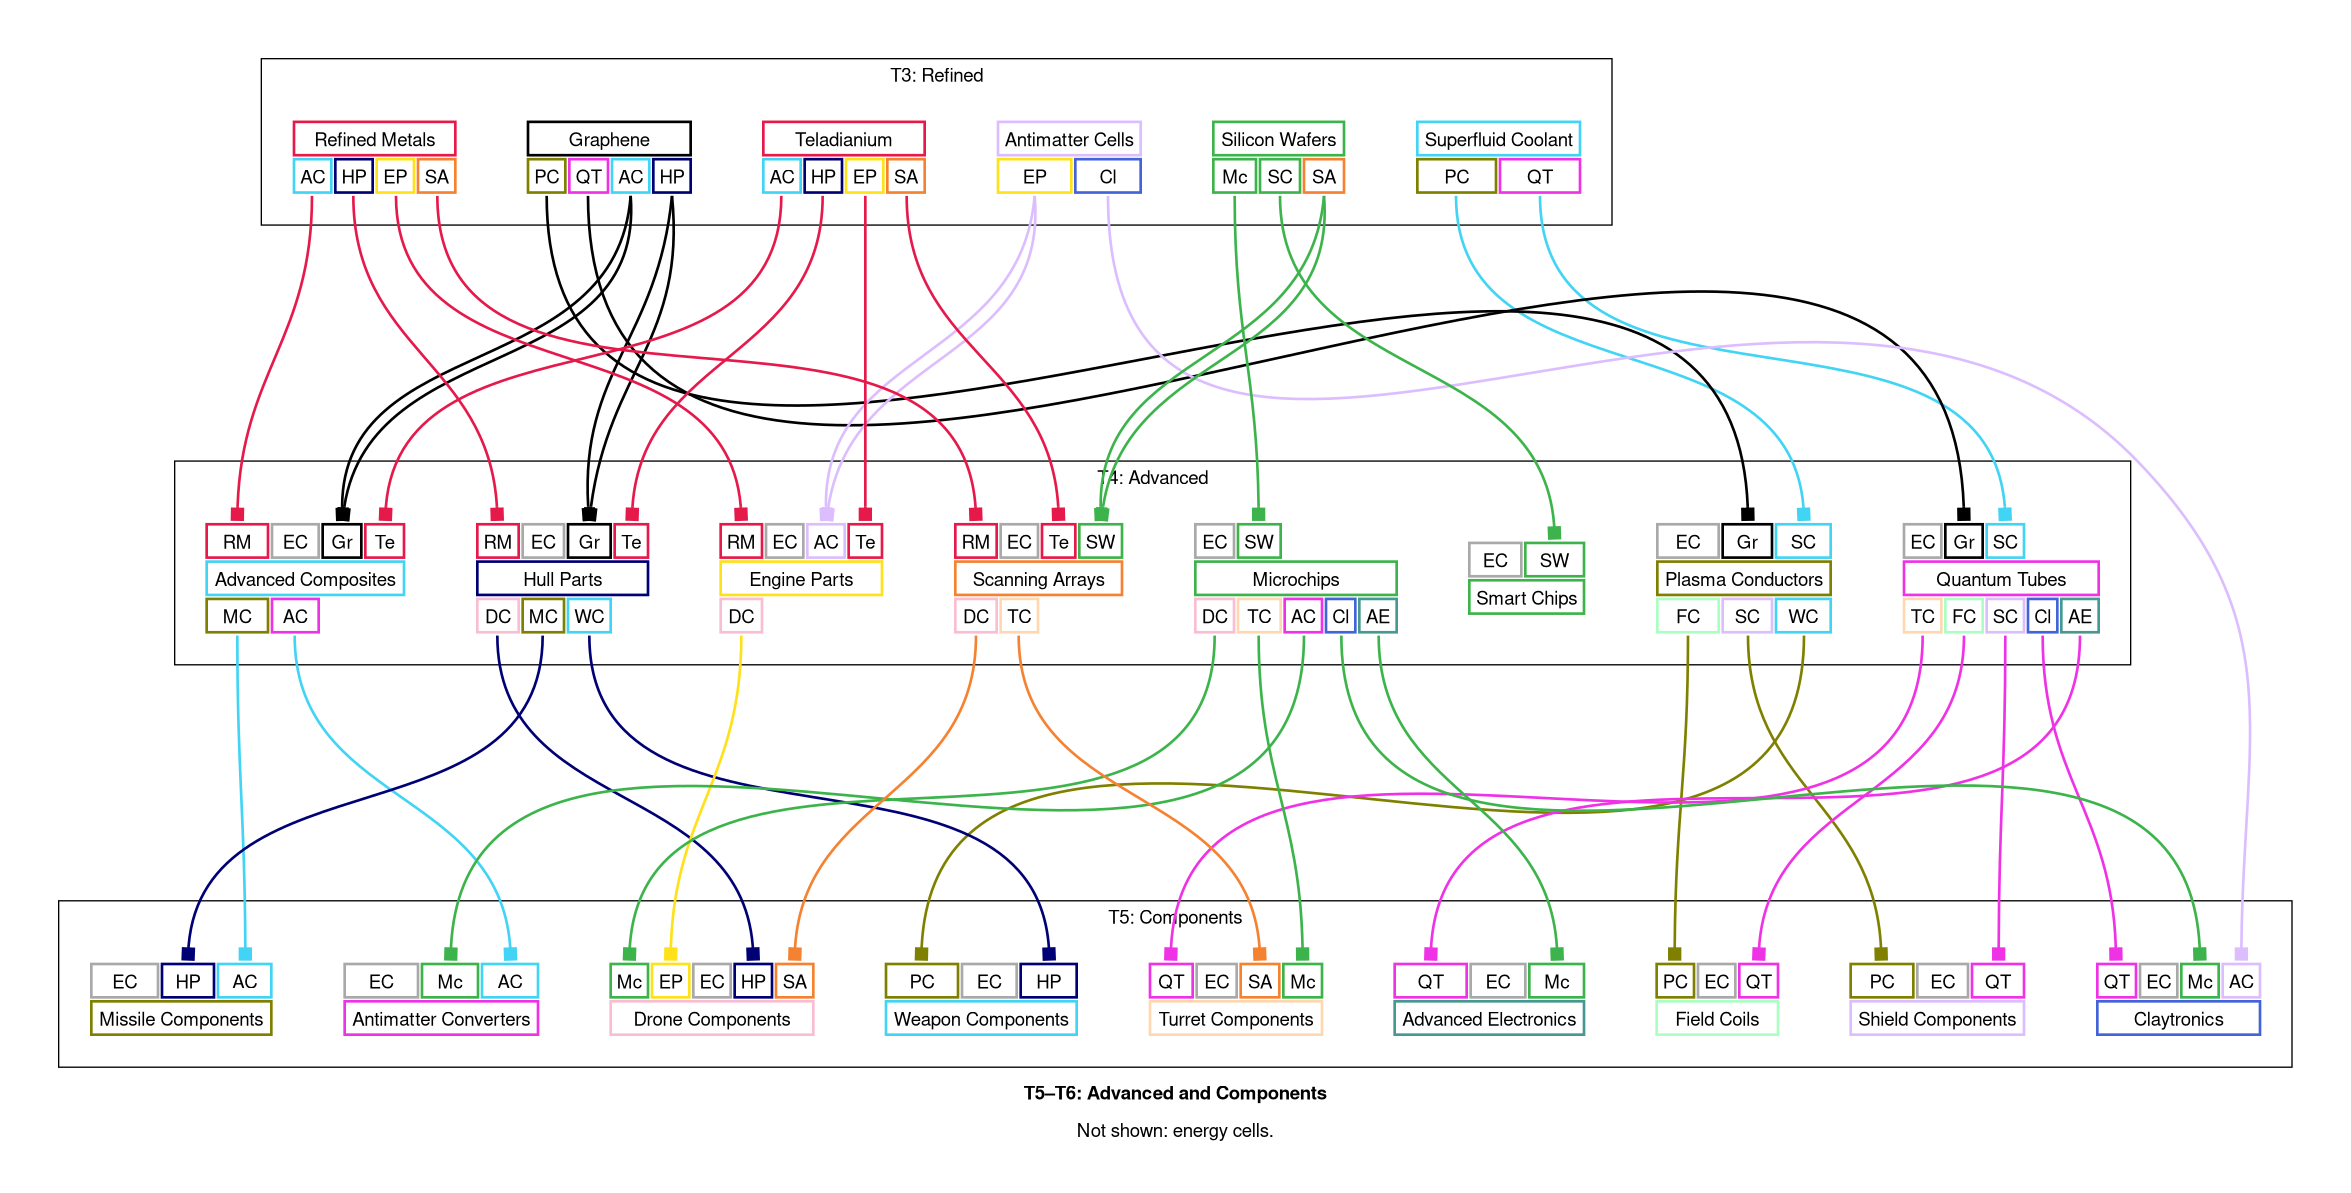 T3: Refined
Refined Metals Graphene Teladianium Antimatter Cells Silicon Wafers Superfluid Coolant
AC HP EP SA PC QT AC HP AC HP EP SA EP Cl Mc SC SA PC QT
T4: Advanced
RM EC Gr Te RM EC Gr Te RM EC AC Te RM EC Te SW EC SW EC SW EC Gr SC EC Gr SC
Advanced Composites Hull Parts Engine Parts Scanning Arrays Microchips Smart Chips Plasma Conductors Quantum Tubes
MC AC DC MC WC DC DC TC DC TC AC Cl AE FC SC WC TC FC SC Cl AE
T5: Components
EC HP AC EC Mc AC Mc EP EC HP SA PC EC HP QT EC SA Mc QT EC Mc PC EC QT PC EC QT QT EC Mc AC
Missile Components Antimatter Converters Drone Components Weapon Components Turret Components Advanced Electronics Field Coils Shield Components Claytronics
T5–T6: Advanced and Components
Not shown: energy cells.